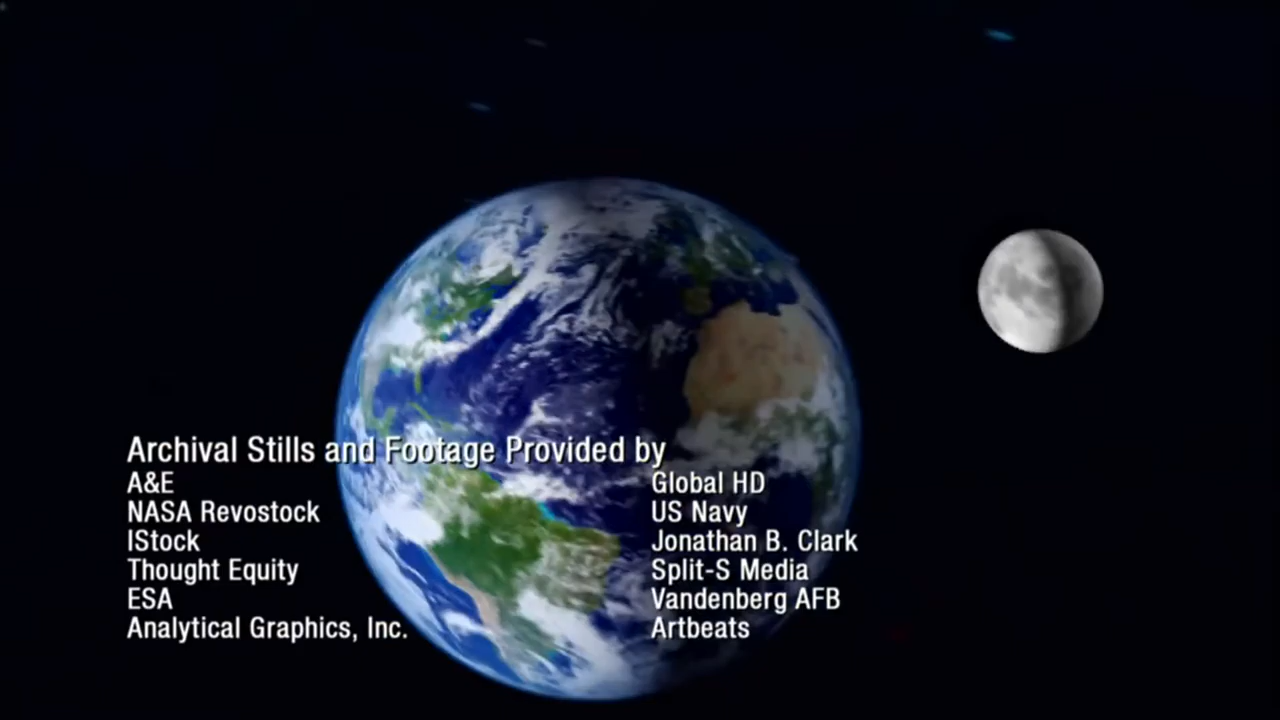 Archival Stills and Footage Provided by
A&E
NASA Revostock
IStock
Thought Equity
ESA
Analytical Graphics, Inc.
Global HD
US Navy
Jonathan B. Clark
Split-S Media
Vandenberg AFB
Artbeats